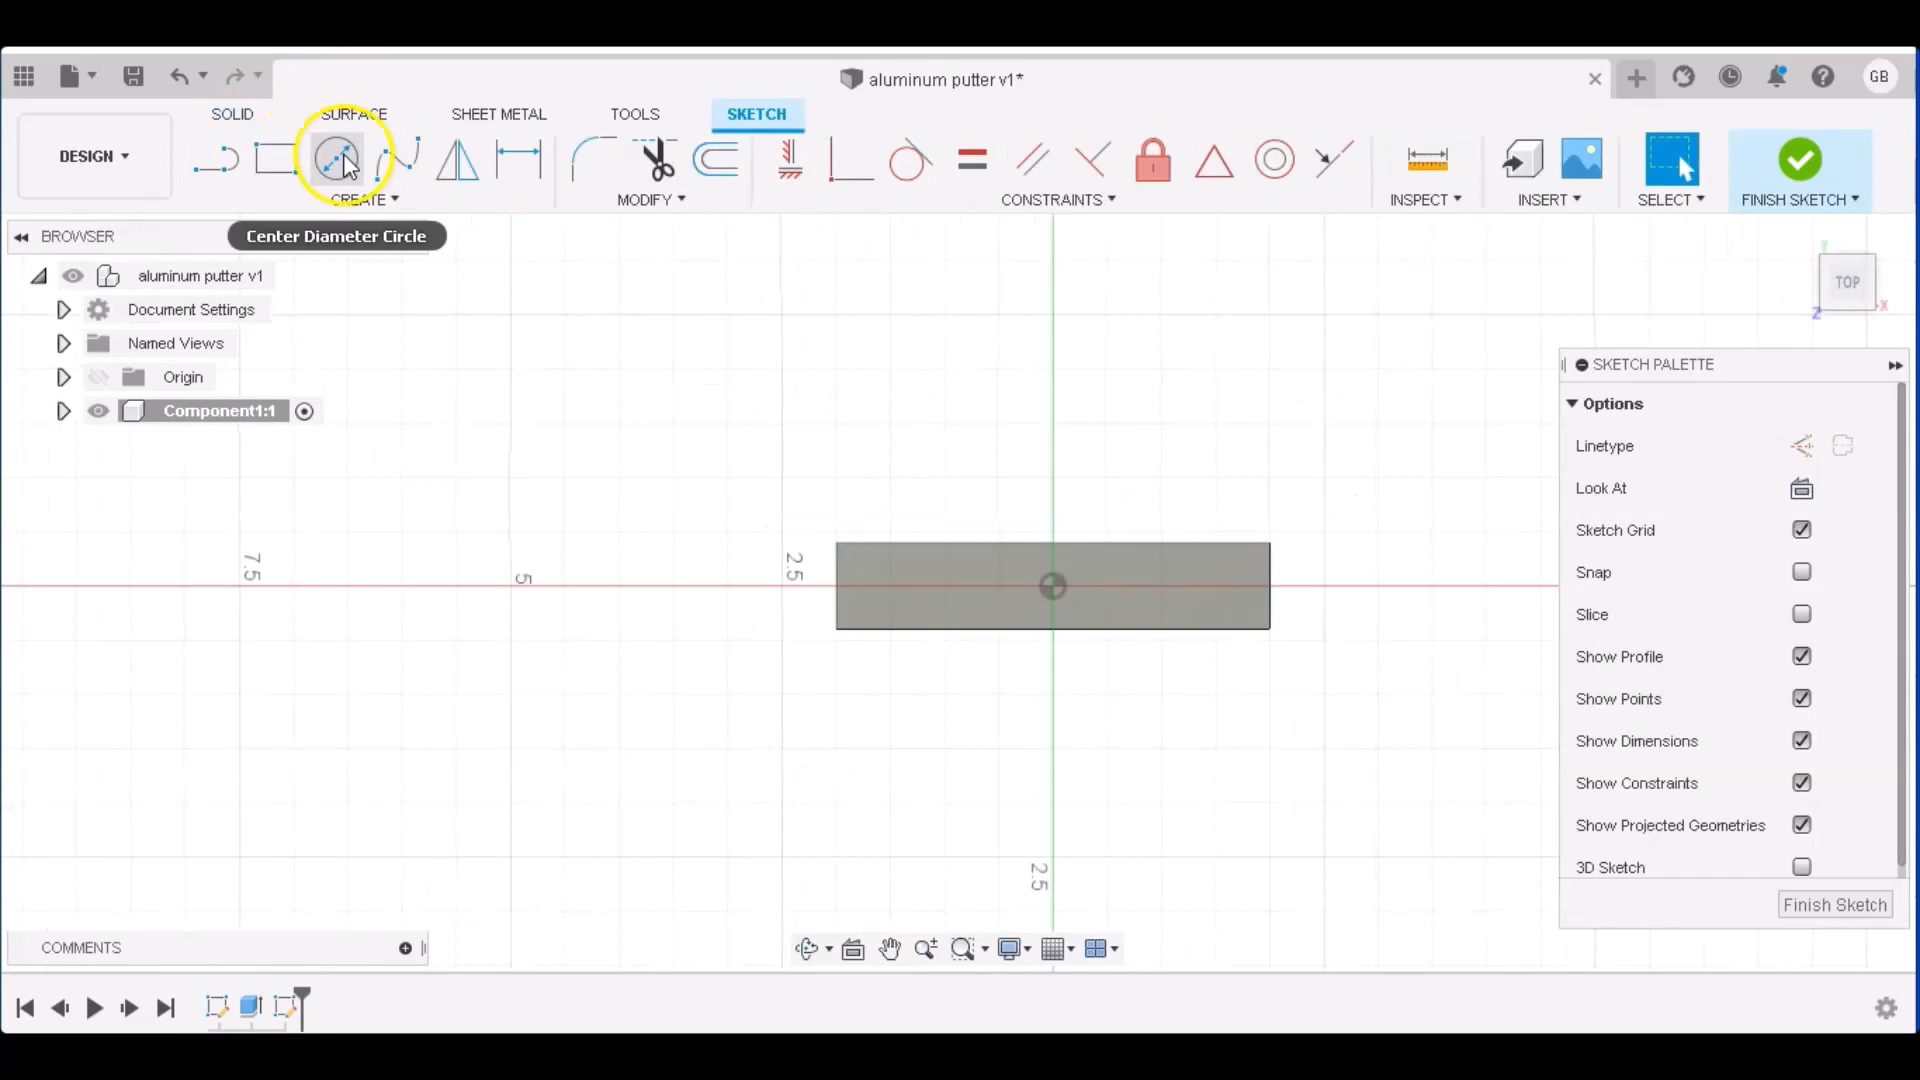 aluminum putter v1*
GB
SOLID
SURFACE
SHEET METAL
TOOLS
SKETCH
DESIGN
CREATE
MODIFY
CONSTRAINTS
INSPECT
INSERT
SELECT
FINISH SKETCH
Center Diameter Circle
BROWSER
aluminum putter v1
Document Settings
Named Views
Origin
Component1:1
TOP
Y
X
Z
7.5
5
2.5
2.5
SKETCH PALETTE
Options
Linetype
Look At
Sketch Grid
Snap
Slice
Show Profile
Show Points
Show Dimensions
Show Constraints
Show Projected Geometries
3D Sketch
Finish Sketch
COMMENTS